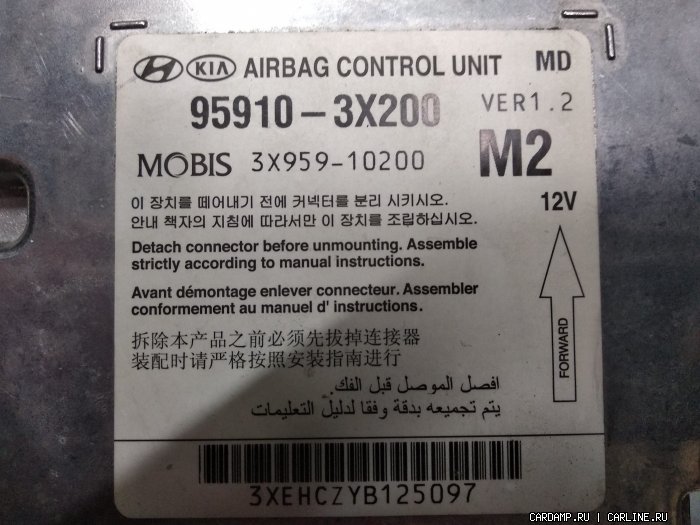 HYUNDAI KIA AIRBAG CONTROL UNIT MD
95910-3X200 VER1.2
MOBIS 3X959-10200 M2
이 장치를 떼어내기 전에 커넥터를 분리 시키시오.
안내 책자의 지침에 따라서만 이 장치를 조립하십시오.
12V
Detach connector before unmounting. Assemble
strictly according to manual instructions.
Avant démontage enlever connecteur. Assembler
conformement au manuel d' instructions.
FORWARD
拆除本产品之前必须先拔掉连接器
装配时请严格按照安装指南进行
افصل الموصل قبل الفك.
يتم تجميعه بدقة وفقا لدليل التعليمات
3XEHCZYB125097
CARDAMP.RU | CARLINE.RU